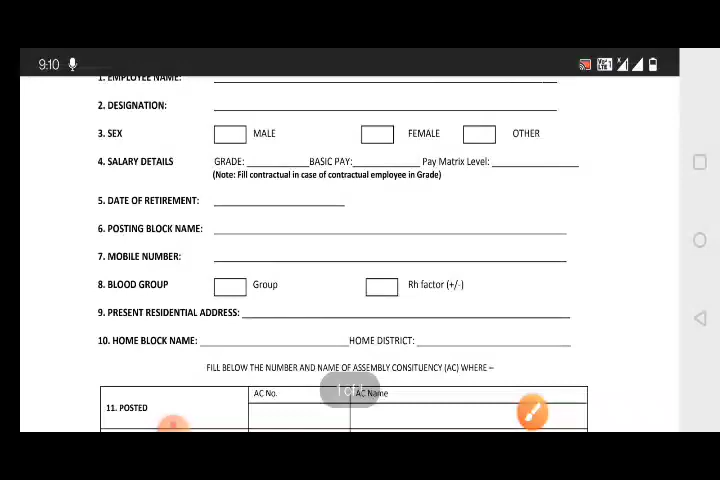 9:10
1. EMPLOYEE NAME:
2. DESIGNATION:
3. SEX MALE FEMALE OTHER
4. SALARY DETAILS GRADE: BASIC PAY: Pay Matrix Level:
(Note: Fill contractual in case of contractual employee in Grade)
5. DATE OF RETIREMENT:
6. POSTING BLOCK NAME:
7. MOBILE NUMBER:
8. BLOOD GROUP Group Rh factor (+/-)
9. PRESENT RESIDENTIAL ADDRESS:
10. HOME BLOCK NAME: HOME DISTRICT:
FILL BELOW THE NUMBER AND NAME OF ASSEMBLY CONSITUENCY (AC) WHERE –
AC No. AC Name
11. POSTED